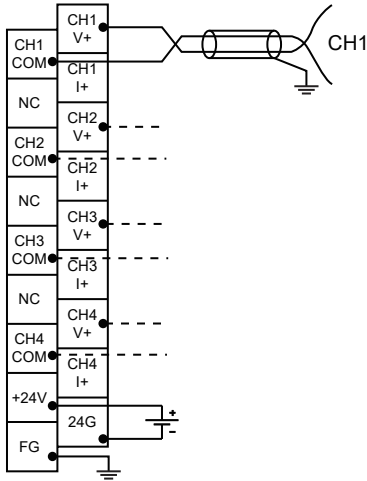 CH1
V+
CH1
COM
CH1
CH1
I+
NC
CH2
V+
CH2
COM
CH2
I+
NC
CH3
V+
CH3
COM
CH3
I+
NC
CH4
V+
CH4
COM
CH4
I+
+24V
24G
+
-
FG